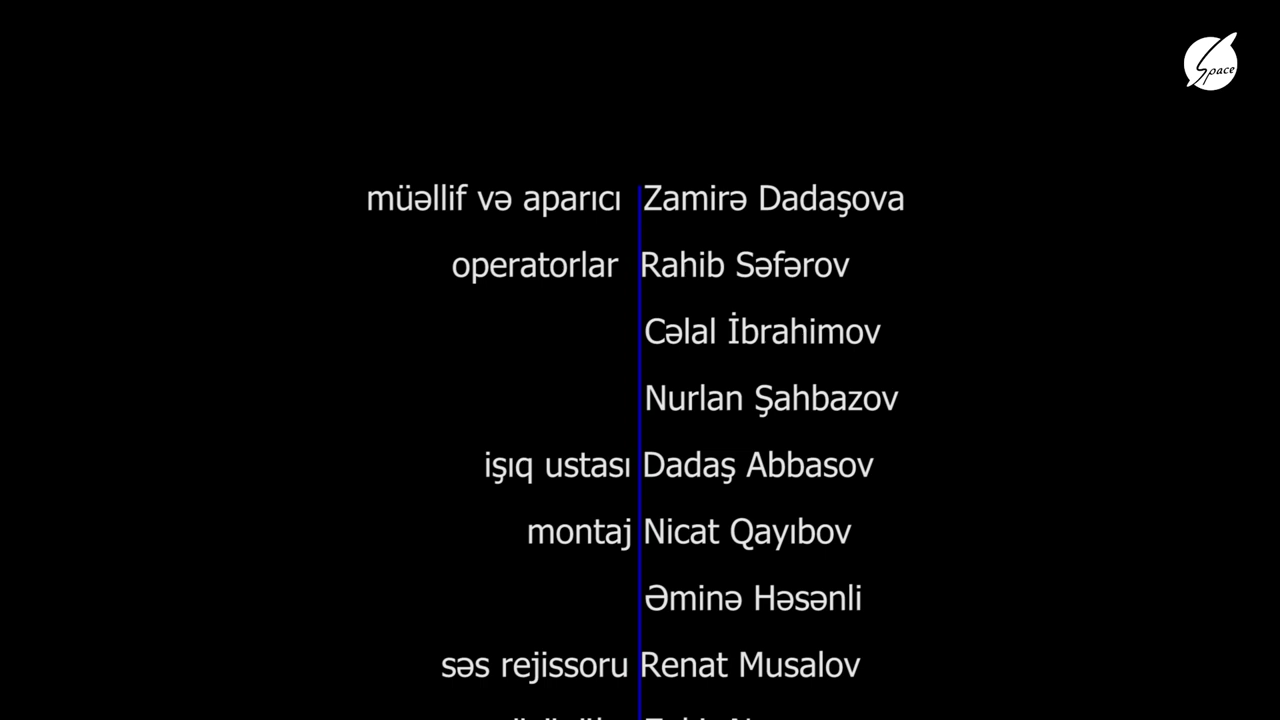 Space
müəllif və aparıcı Zamirə Dadaşova
operatorlar Rahib Səfərov
Cəlal İbrahimov
Nurlan Şahbazov
işıq ustası Dadaş Abbasov
montaj Nicat Qayıbov
Əminə Həsənli
səs rejissoru Renat Musalov